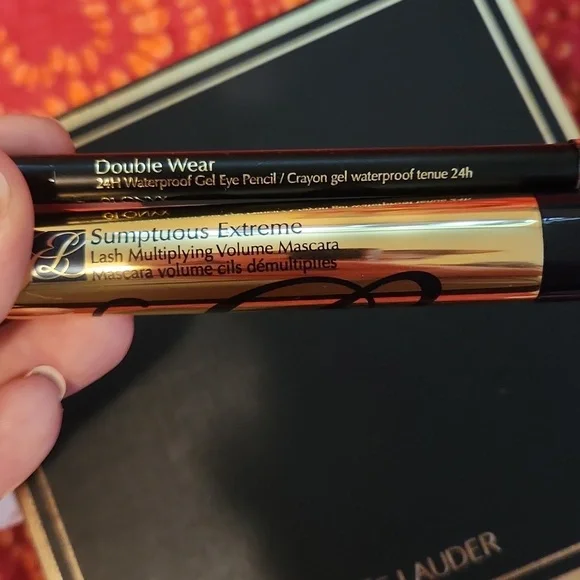 Double Wear
24H Waterproof Gel Eye Pencil / Crayon gel waterproof tenue 24h
Sumptuous Extreme
Lash Multiplying Volume Mascara
Mascara volume cils démultipliés
LAUDER